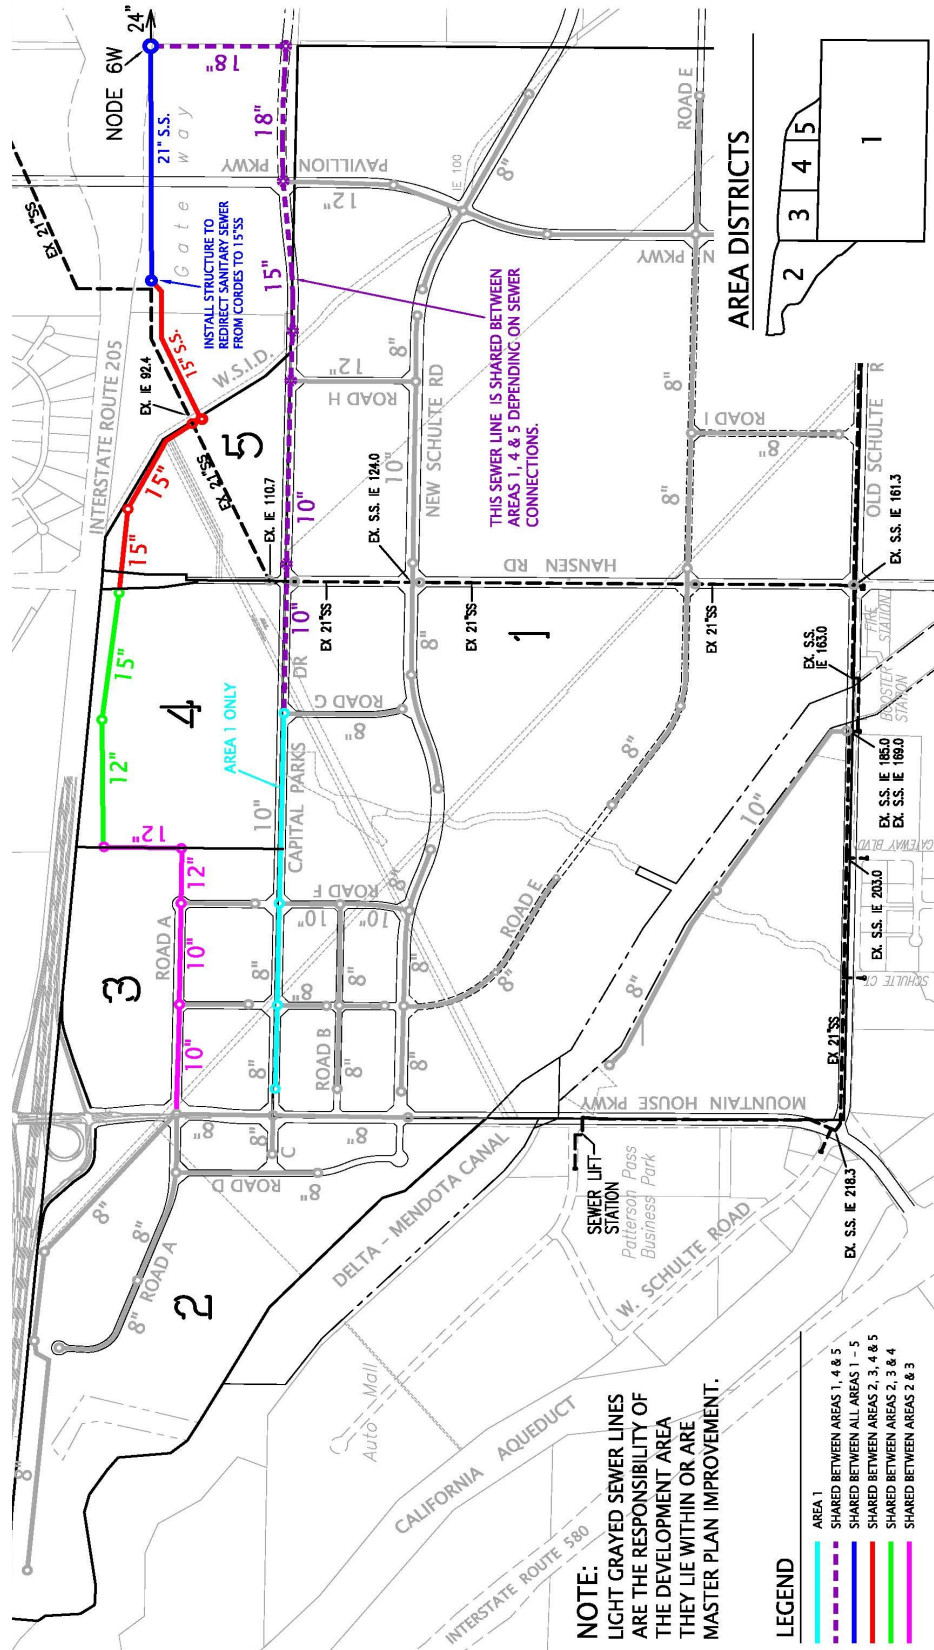 24"
NODE 6W
18"
21" S.S.
Gateway
EX 21"SS
INSTALL STRUCTURE TO
REDIRECT SANITARY SEWER
FROM CORDES TO 15"SS
18"
PAVILLION
PKWY
12"
IE 100
8"
ROAD E
N PKWY
15"
15" S.S.
W.S.I.D.
EX. IE 92.4
INTERSTATE ROUTE 205
THIS SEWER LINE IS SHARED BETWEEN
AREAS 1, 4 & 5 DEPENDING ON SEWER
CONNECTIONS.
AREA DISTRICTS
1
2
3
4
5
12"
ROAD H
8"
NEW SCHULTE RD
10"
8"
8"
ROAD I
8"
OLD SCHULTE R
5
EX 21"SS
15"
15"
EX. IE 110.7
10"
EX. S.S. IE 124.0
HANSEN RD
EX. S.S. IE 161.3
10"
EX 21"SS
8"
EX 21"SS
1
EX 21"SS
FIRE
STATION
EX. S.S.
IE 163.0
BOOSTER
STATION
15"
4
12"
AREA 1 ONLY
DR
ROAD G
8"
CAPITAL PARKS
10"
8"
10"
EX. S.S. IE 185.0
EX. S.S. IE 169.0
12"
12"
ROAD F
10"
10"
8"
ROAD E
8"
GATEWAY BLVD
EX. S.S. IE 203.0
SCHULTE CT
3
ROAD A
10"
10"
8"
8"
8"
8"
8"
8"
8"
8"
ROAD B
8"
EX 21"SS
MOUNTAIN HOUSE PKWY
8"
8"
8"
C
ROAD D
8"
8"
8"
ROAD A
8"
2
8"
DELTA - MENDOTA CANAL
SEWER LIFT
STATION
Patterson Pass
Business Park
W. SCHULTE ROAD
EX. S.S. IE 218.3
Auto Mall
CALIFORNIA AQUEDUCT
INTERSTATE ROUTE 580
NOTE:
LIGHT GRAYED SEWER LINES
ARE THE RESPONSIBILITY OF
THE DEVELOPMENT AREA
THEY LIE WITHIN OR ARE
MASTER PLAN IMPROVEMENT.
LEGEND
AREA 1
SHARED BETWEEN AREAS 1, 4 & 5
SHARED BETWEEN ALL AREAS 1 - 5
SHARED BETWEEN AREAS 2, 3, 4 & 5
SHARED BETWEEN AREAS 2, 3 & 4
SHARED BETWEEN AREAS 2 & 3